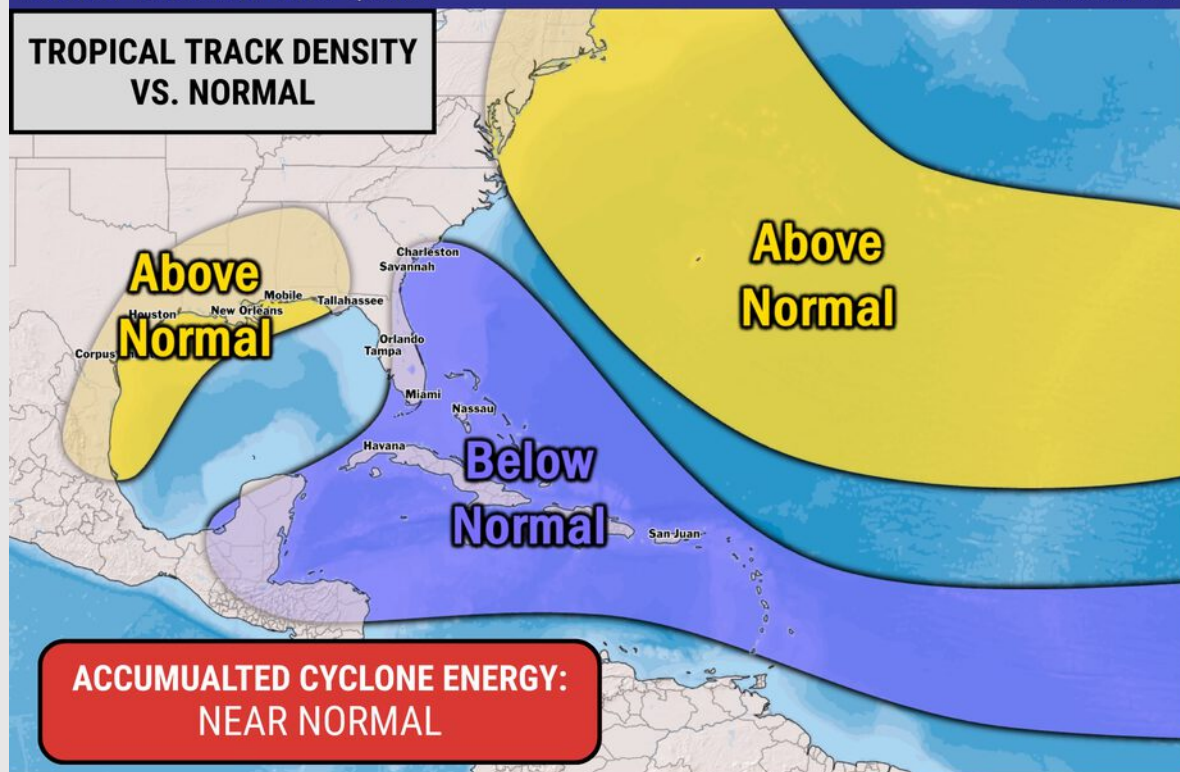 TROPICAL TRACK DENSITY
VS. NORMAL
Above
Normal
Above
Normal
Charleston
Savannah
Mobile
Tallahassee
Houston
New Orleans
Corpus
Orlando
Tampa
Miami
Nassau
Havana
Below
Normal
San Juan
ACCUMUALTED CYCLONE ENERGY:
NEAR NORMAL